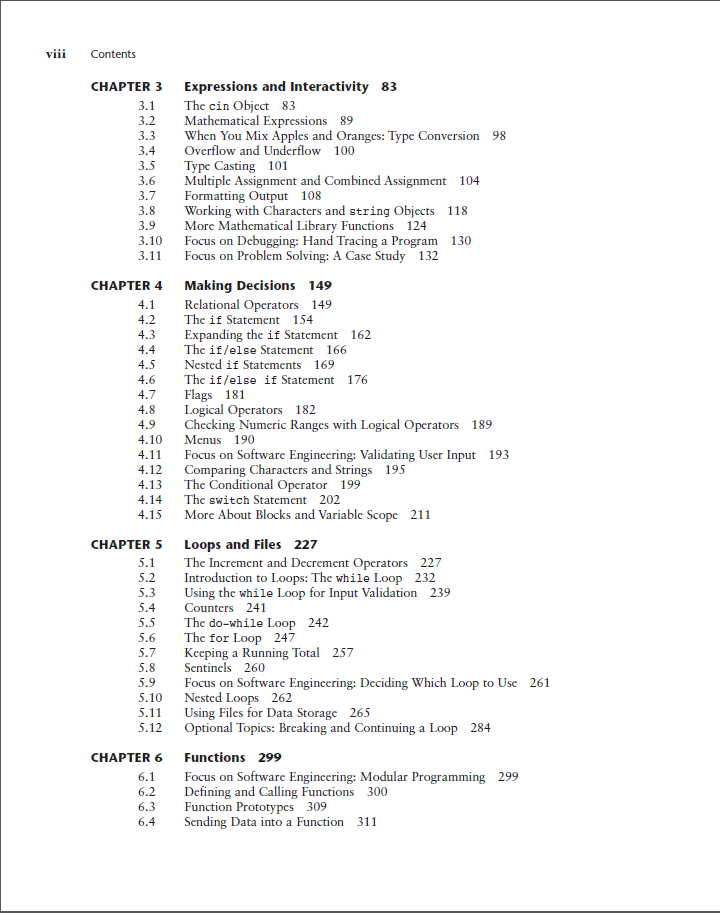 viii Contents
CHAPTER 3 Expressions and Interactivity 83
3.1 The cin Object 83
3.2 Mathematical Expressions 89
3.3 When You Mix Apples and Oranges: Type Conversion 98
3.4 Overflow and Underflow 100
3.5 Type Casting 101
3.6 Multiple Assignment and Combined Assignment 104
3.7 Formatting Output 108
3.8 Working with Characters and string Objects 118
3.9 More Mathematical Library Functions 124
3.10 Focus on Debugging: Hand Tracing a Program 130
3.11 Focus on Problem Solving: A Case Study 132
CHAPTER 4 Making Decisions 149
4.1 Relational Operators 149
4.2 The if Statement 154
4.3 Expanding the if Statement 162
4.4 The if/else Statement 166
4.5 Nested if Statements 169
4.6 The if/else if Statement 176
4.7 Flags 181
4.8 Logical Operators 182
4.9 Checking Numeric Ranges with Logical Operators 189
4.10 Menus 190
4.11 Focus on Software Engineering: Validating User Input 193
4.12 Comparing Characters and Strings 195
4.13 The Conditional Operator 199
4.14 The switch Statement 202
4.15 More About Blocks and Variable Scope 211
CHAPTER 5 Loops and Files 227
5.1 The Increment and Decrement Operators 227
5.2 Introduction to Loops: The while Loop 232
5.3 Using the while Loop for Input Validation 239
5.4 Counters 241
5.5 The do-while Loop 242
5.6 The for Loop 247
5.7 Keeping a Running Total 257
5.8 Sentinels 260
5.9 Focus on Software Engineering: Deciding Which Loop to Use 261
5.10 Nested Loops 262
5.11 Using Files for Data Storage 265
5.12 Optional Topics: Breaking and Continuing a Loop 284
CHAPTER 6 Functions 299
6.1 Focus on Software Engineering: Modular Programming 299
6.2 Defining and Calling Functions 300
6.3 Function Prototypes 309
6.4 Sending Data into a Function 311